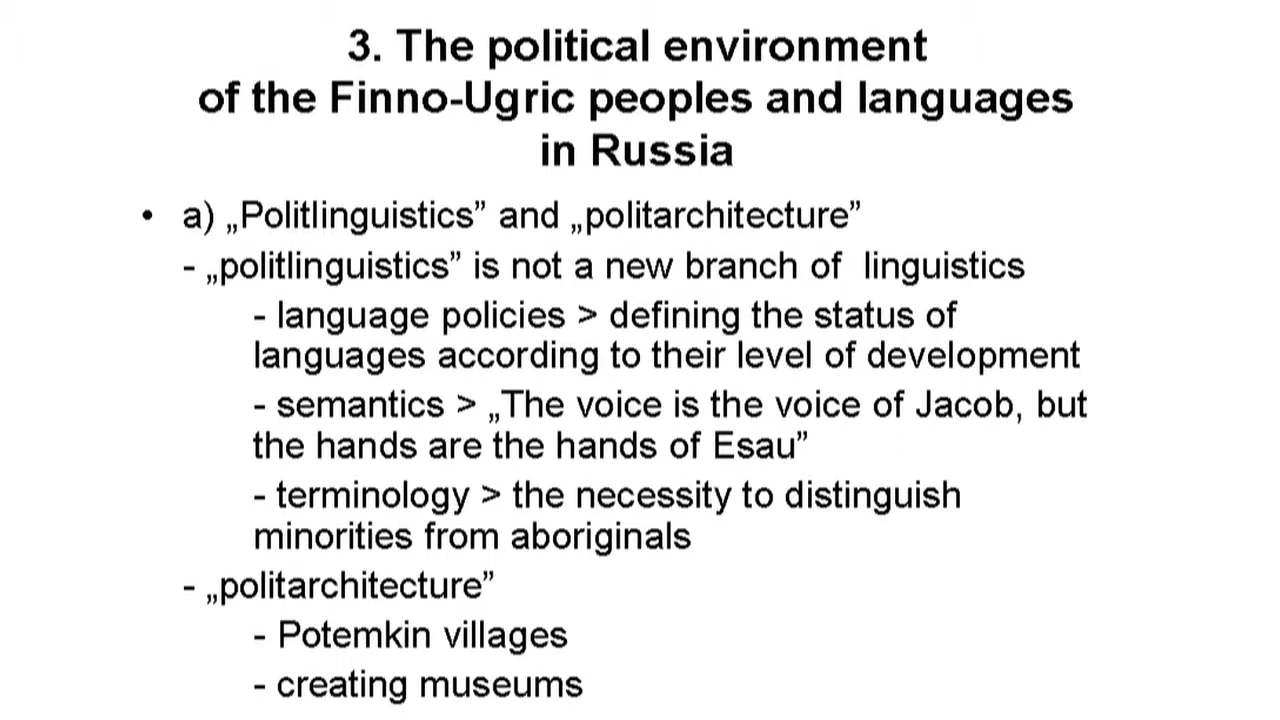 3. The political environment
of the Finno-Ugric peoples and languages
in Russia
• a) „Politlinguistics” and „politarchitecture”
- „politlinguistics” is not a new branch of  linguistics
- language policies > defining the status of
languages according to their level of development
- semantics > „The voice is the voice of Jacob, but
the hands are the hands of Esau”
- terminology > the necessity to distinguish
minorities from aboriginals
- „politarchitecture”
- Potemkin villages
- creating museums